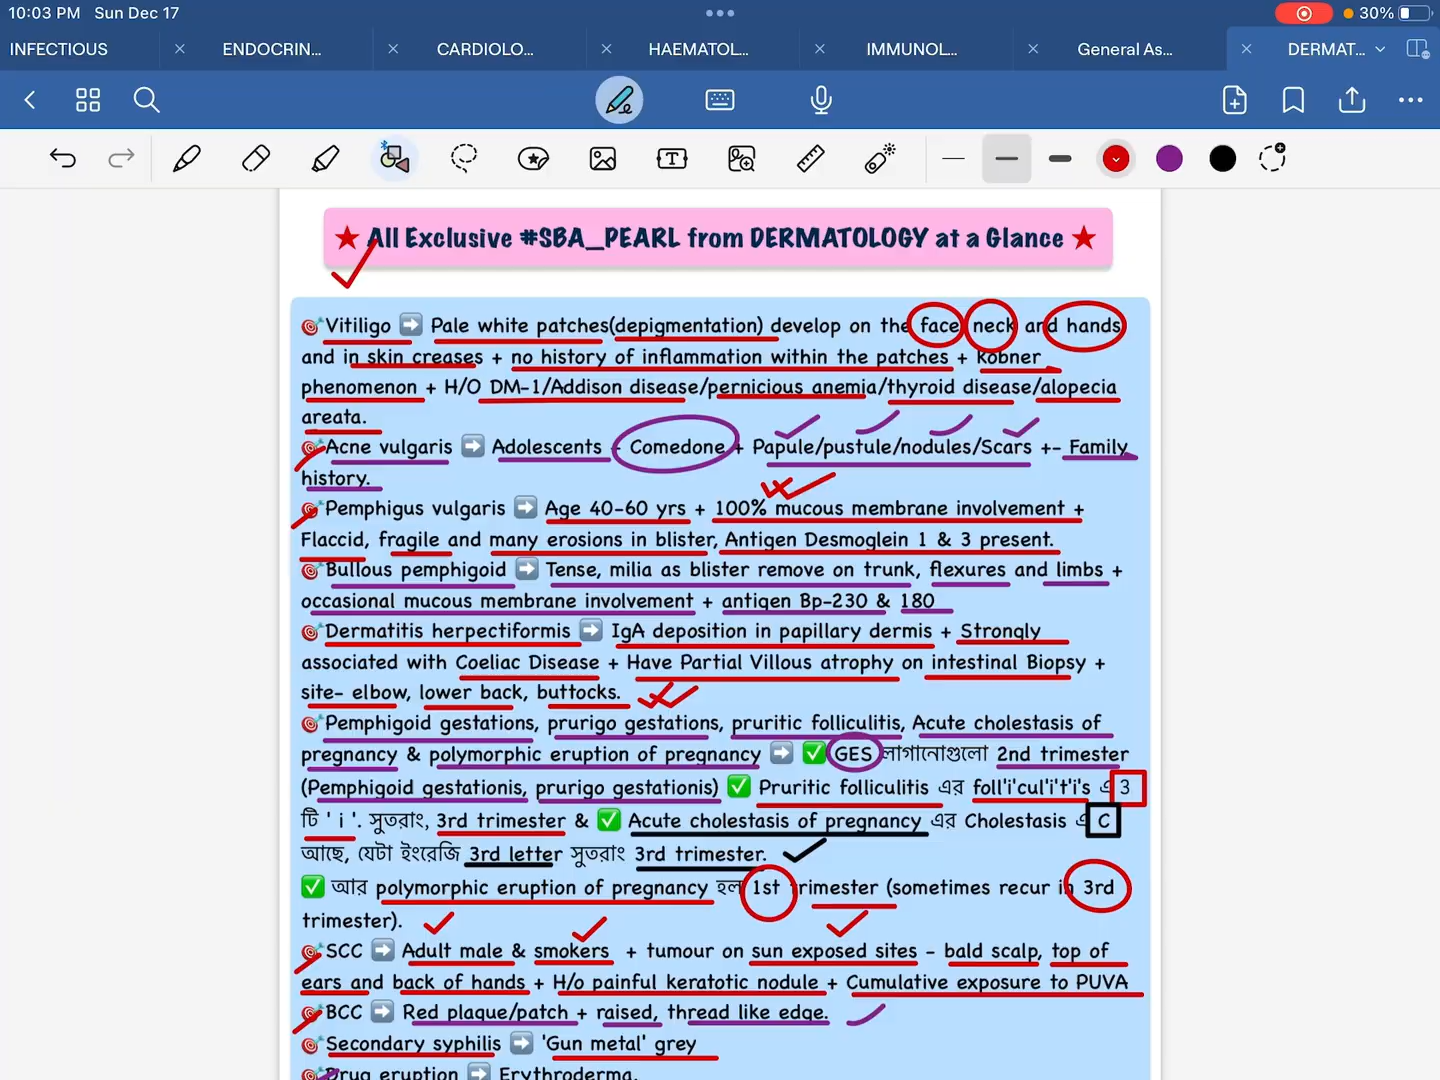 10:03 PM Sun Dec 17
30%
INFECTIOUS
ENDOCRIN...
CARDIOLO...
HAEMATOL...
IMMUNOL...
General As...
DERMAT...
All Exclusive #SBA_PEARL from DERMATOLOGY at a Glance
🎯Vitiligo ➡️ Pale white patches(depigmentation) develop on the face neck and hands
and in skin creases + no history of inflammation within the patches + Kobner
phenomenon + H/O DM-1/Addison disease/pernicious anemia/thyroid disease/alopecia
areata.
🎯Acne vulgaris ➡️ Adolescents + Comedone + Papule/pustule/nodules/Scars +- Family
history.
🎯Pemphigus vulgaris ➡️ Age 40-60 yrs + 100% mucous membrane involvement +
Flaccid, fragile and many erosions in blister, Antigen Desmoglein 1 & 3 present.
🎯Bullous pemphigoid ➡️ Tense, milia as blister remove on trunk, flexures and limbs +
occasional mucous membrane involvement + antigen Bp-230 & 180
🎯Dermatitis herpectiformis ➡️ IgA deposition in papillary dermis + Strongly
associated with Coeliac Disease + Have Partial Villous atrophy on intestinal Biopsy +
site- elbow, lower back, buttocks.
🎯Pemphigoid gestations, prurigo gestations, pruritic folliculitis, Acute cholestasis of
pregnancy & polymorphic eruption of pregnancy ➡️ ✅ GES লাগানোগুলো 2nd trimester
(Pemphigoid gestationis, prurigo gestationis) ✅ Pruritic folliculitis এর foll'i'cul'i't'i's এ 3
টি ' i '. সুতরাং, 3rd trimester & ✅ Acute cholestasis of pregnancy এর Cholestasis এ C
আছে, যেটা ইংরেজি 3rd letter সুতরাং 3rd trimester.
✅ আর polymorphic eruption of pregnancy হল 1st trimester (sometimes recur in 3rd
trimester).
🎯SCC ➡️ Adult male & smokers + tumour on sun exposed sites - bald scalp, top of
ears and back of hands + H/o painful keratotic nodule + Cumulative exposure to PUVA
🎯BCC ➡️ Red plaque/patch + raised, thread like edge.
🎯Secondary syphilis ➡️ 'Gun metal' grey
🎯Drug eruption ➡️ Erythroderma.